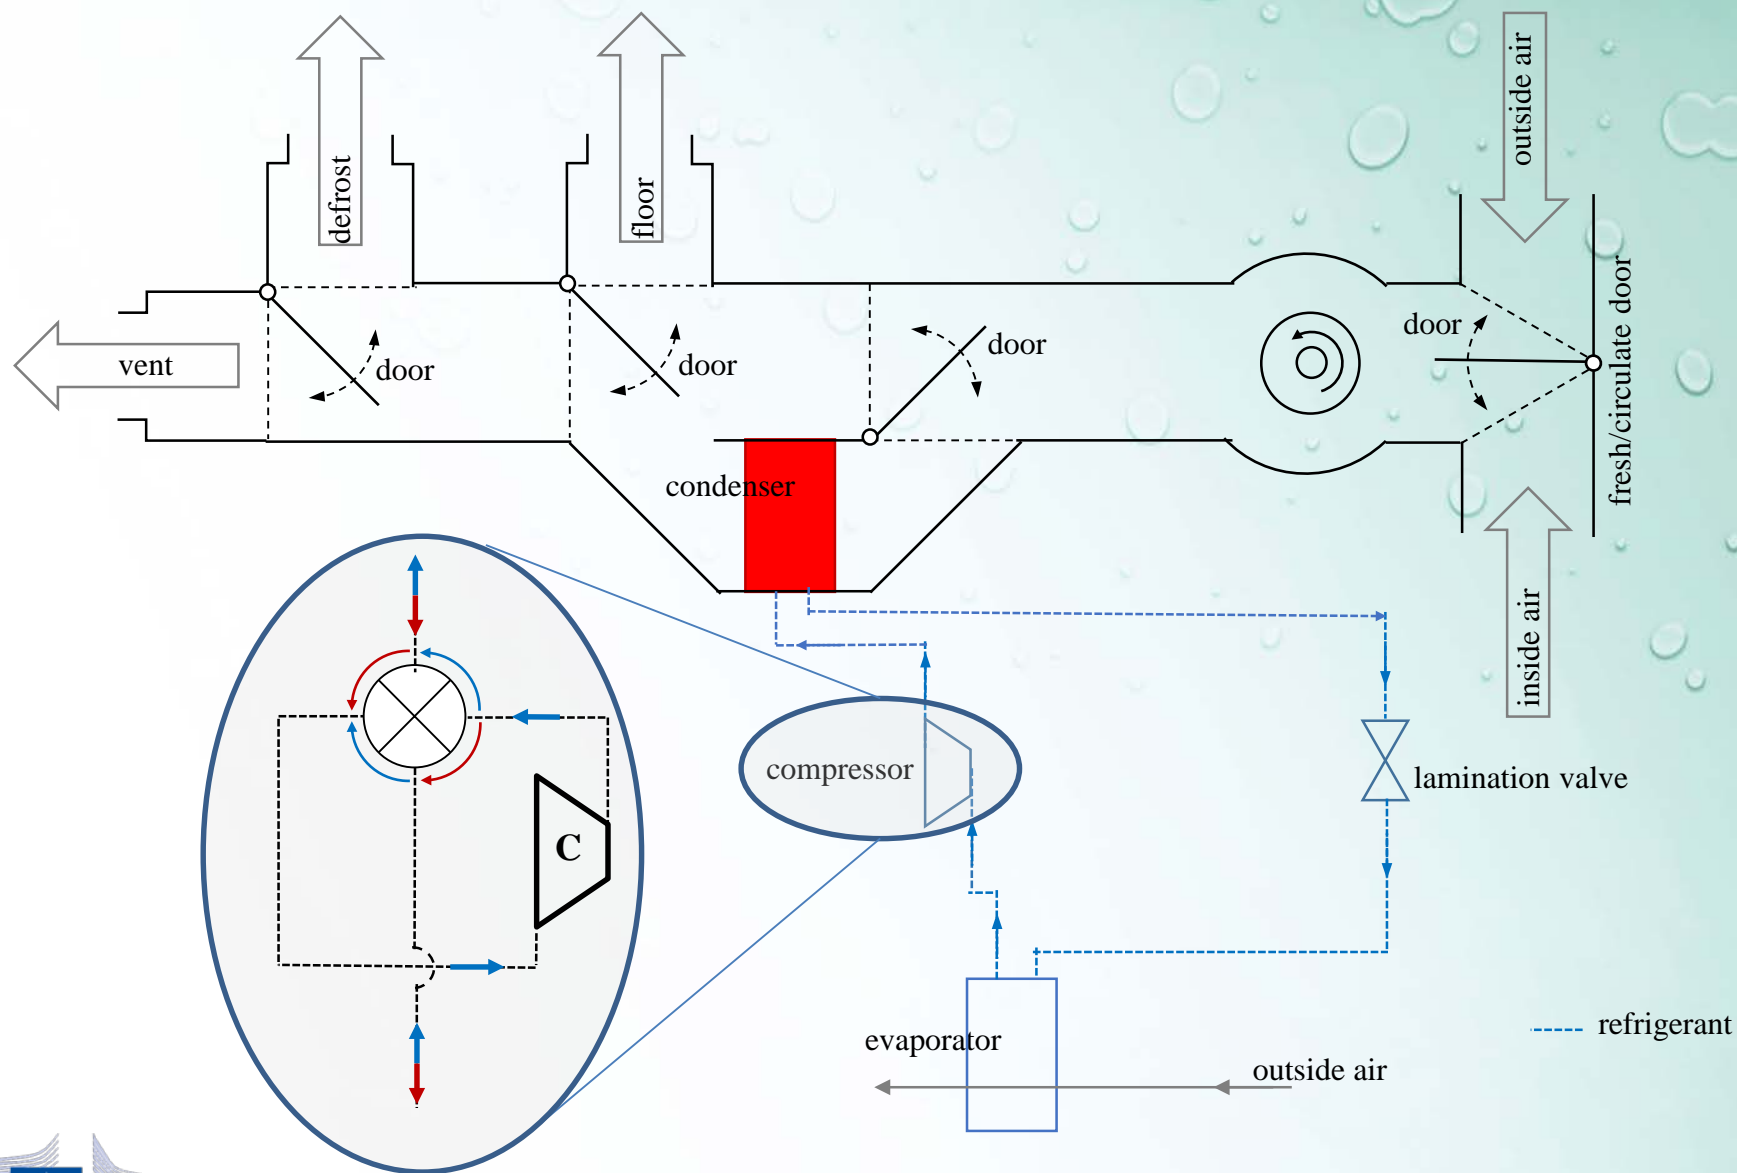 defrost
floor
outside air
vent
door
door
door
door
fresh/circulate door
condenser
inside air
compressor
lamination valve
C
evaporator
outside air
refrigerant